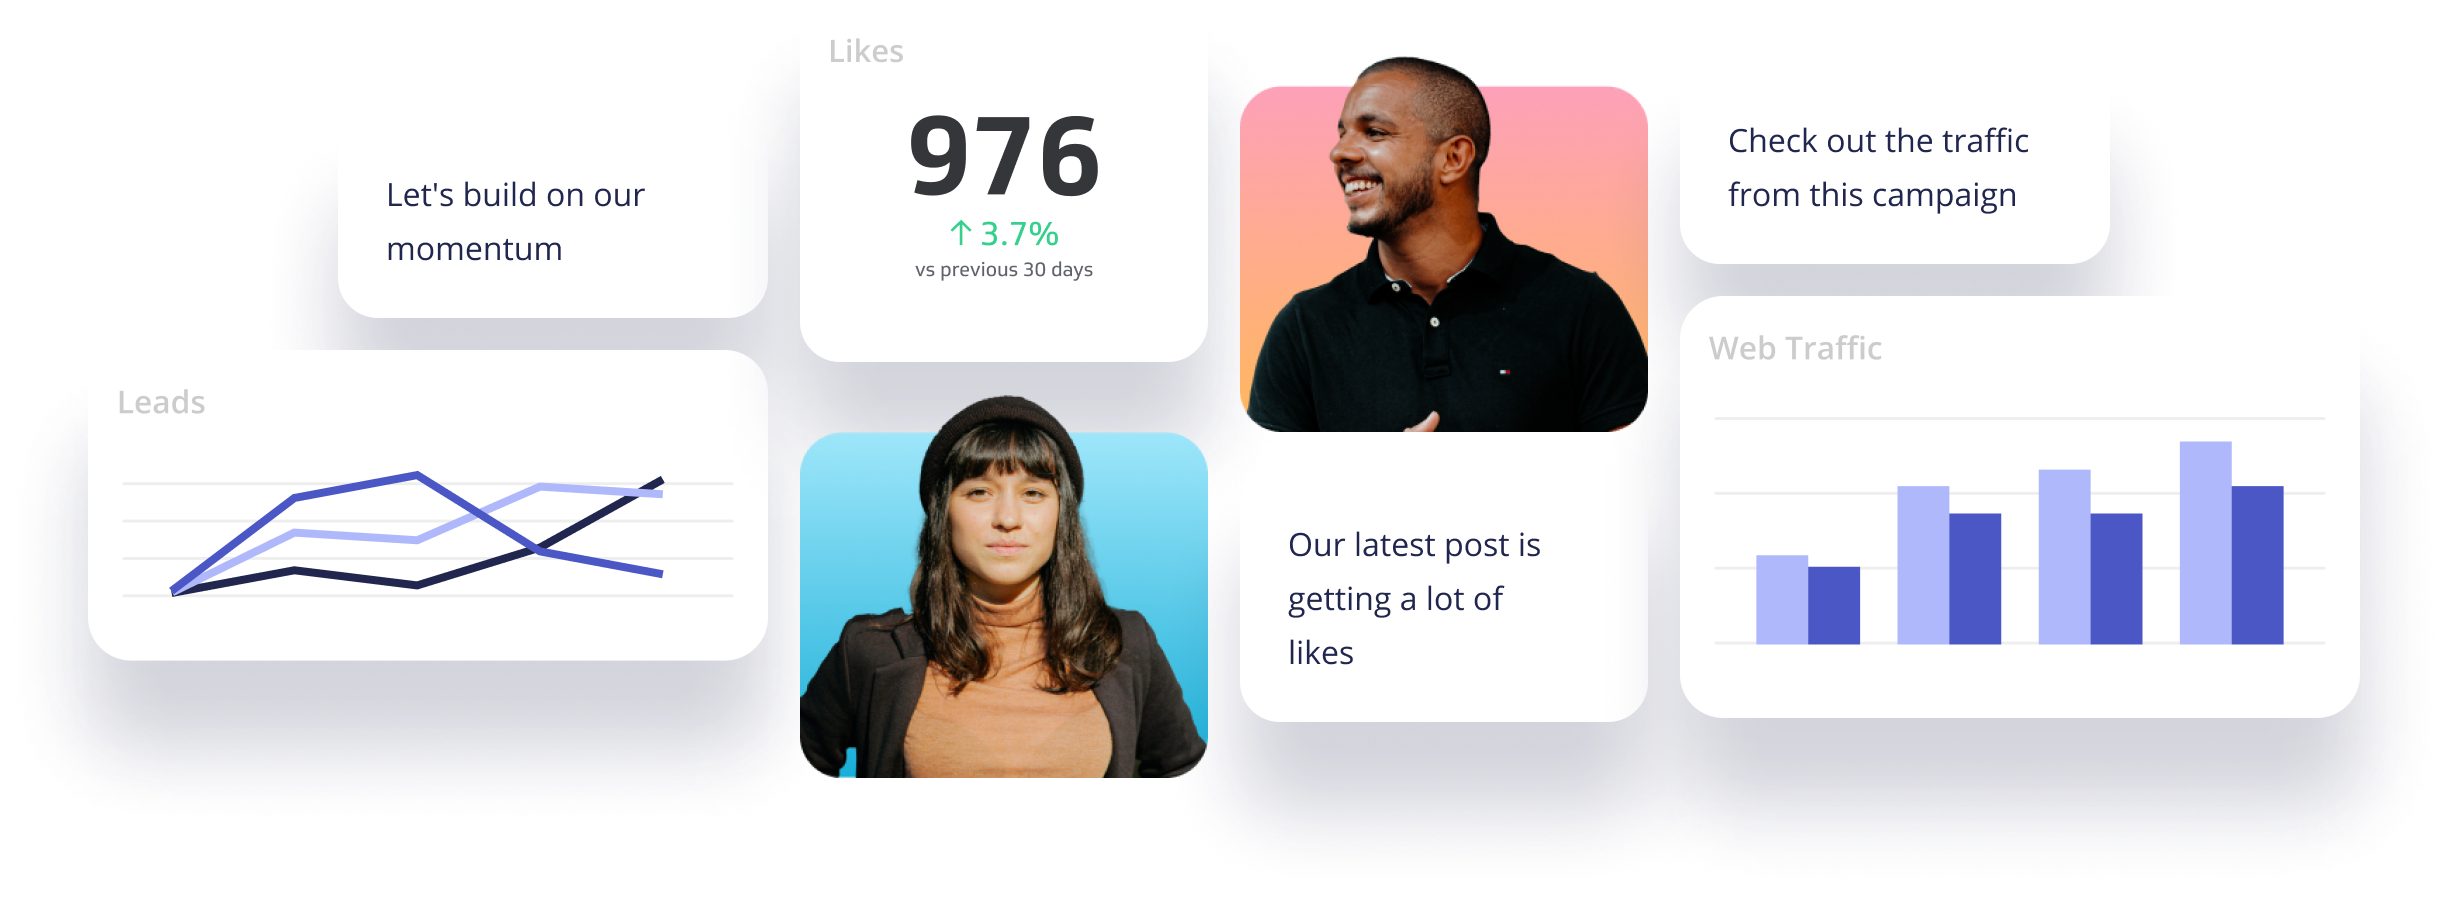 Likes
976
↑ 3.7%
vs previous 30 days
Let's build on our
momentum
Leads
Check out the traffic
from this campaign
Web Traffic
Our latest post is
getting a lot of
likes